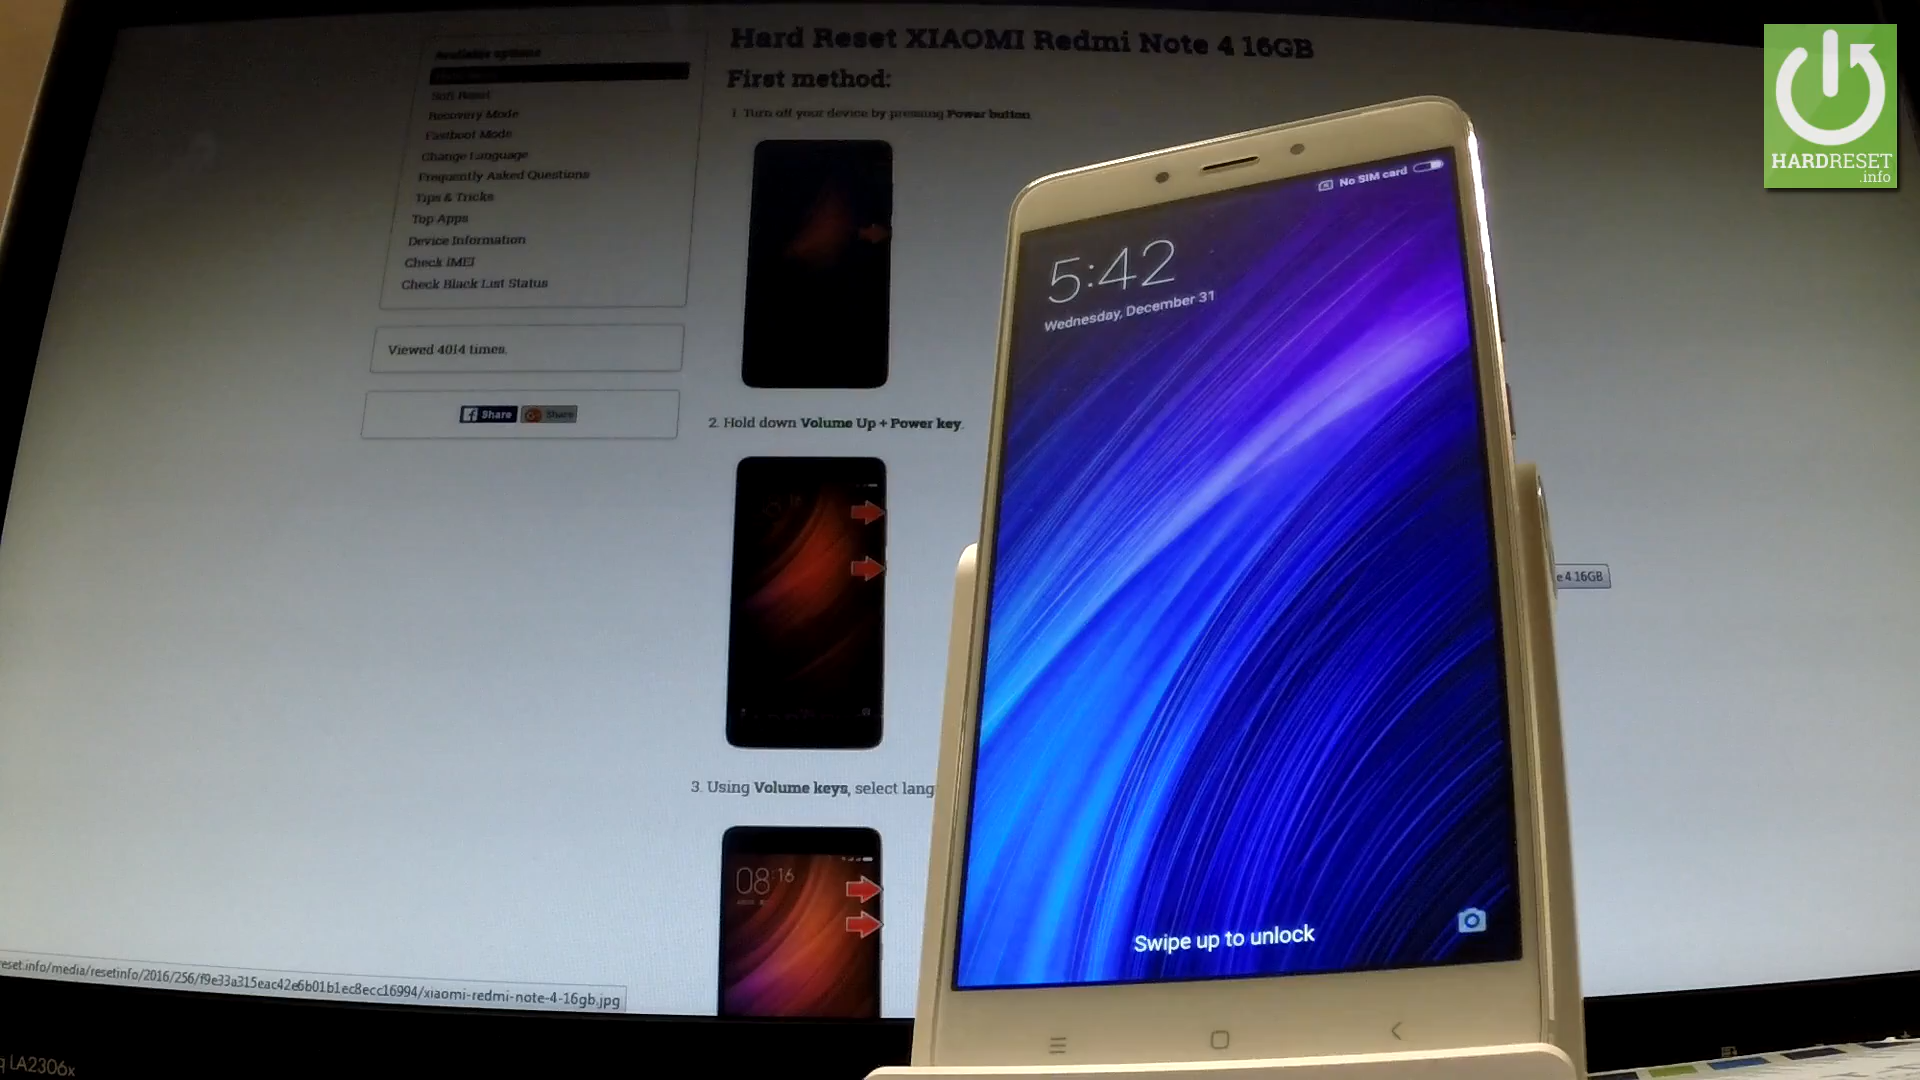 Hard Reset XIAOMI Redmi Note 4 16GB
First method:
1. Turn off your device by pressing Power button
Available options
Soft Reset
Recovery Mode
Fastboot Mode
Change Language
Frequently Asked Questions
Tips & Tricks
Top Apps
Device Information
Check IMEI
Check Black List Status
Viewed 4014 times.
Share
Share
2. Hold down Volume Up + Power key.
3. Using Volume keys, select lang
08:16
e 4 16GB
eset.info/media/resetinfo/2016/256/f9e33a315eac42e6b01b1ec8ecc16994/xiaomi-redmi-note-4-16gb.jpg
LA2306x
No SIM card
5:42
Wednesday, December 31
Swipe up to unlock
HARDRESET
.info